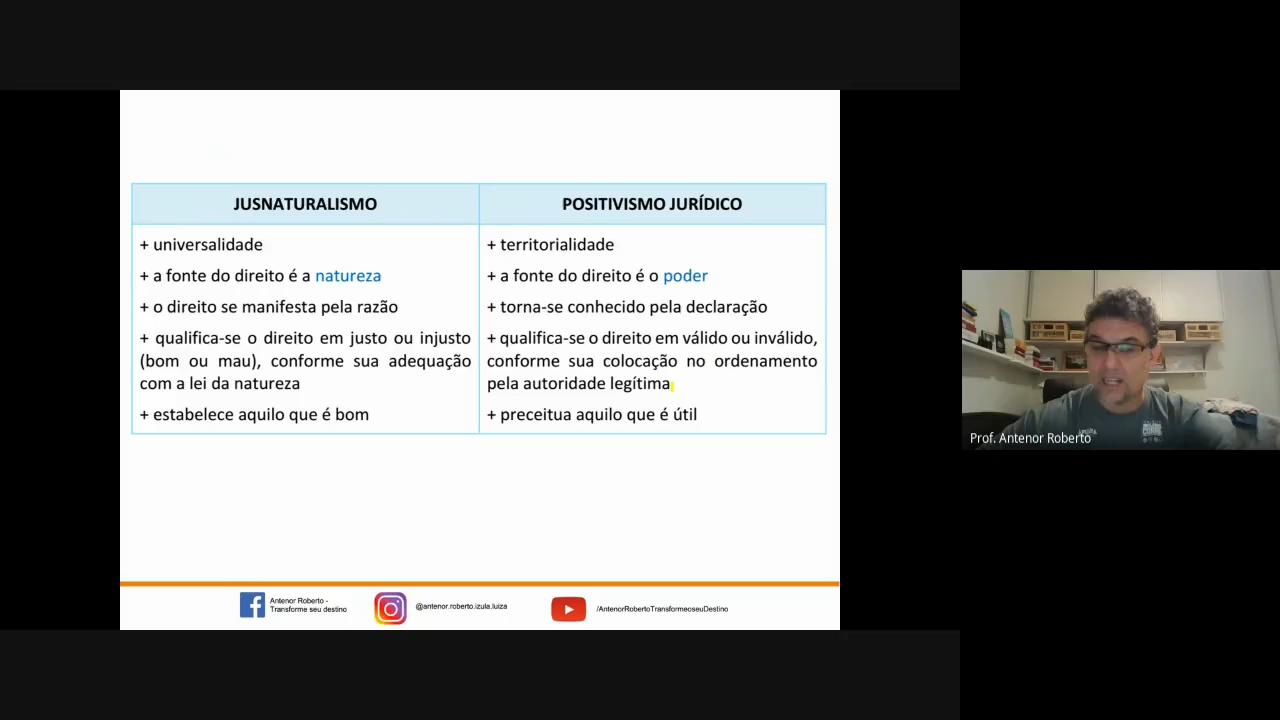 JUSNATURALISMO
+ universalidade
+ a fonte do direito é a natureza
+ o direito se manifesta pela razão
+ qualifica-se o direito em justo ou injusto
(bom ou mau), conforme sua adequação
com a lei da natureza
+ estabelece aquilo que é bom
POSITIVISMO JURÍDICO
+ territorialidade
+ a fonte do direito é o poder
+ torna-se conhecido pela declaração
+ qualifica-se o direito em válido ou inválido,
conforme sua colocação no ordenamento
pela autoridade legítima
+ preceitua aquilo que é útil
Antenor Roberto -
Transforme seu destino
@antenor.roberto.izula.luiza
/AntenorRobertoTransformeoseuDestino
Prof. Antenor Roberto